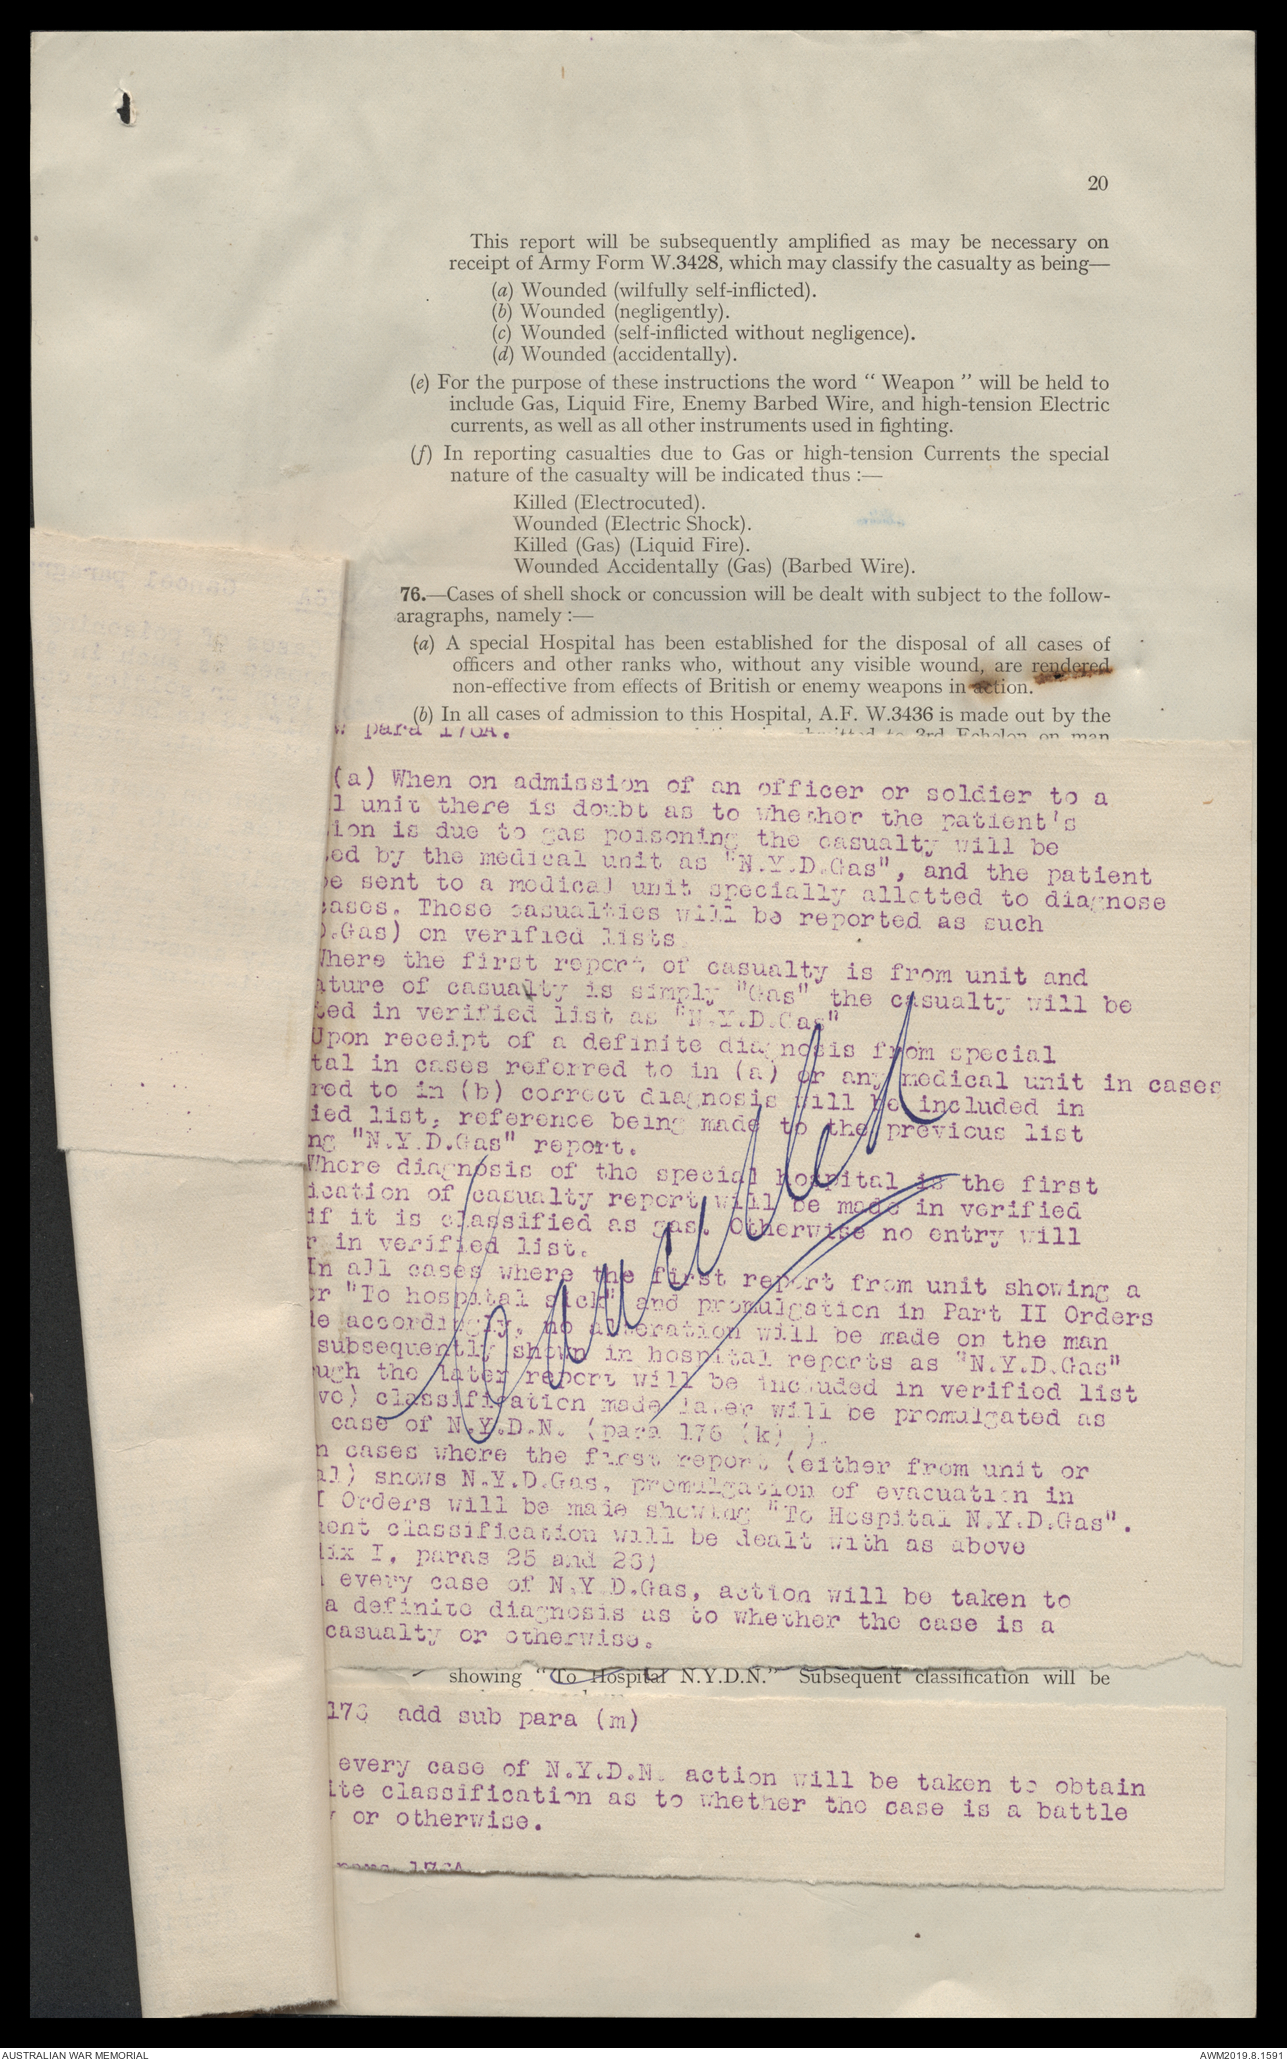 20
This report will be subsequently amplified as may be necessary on
receipt of Army Form W.3428, which may classify the casualty as being—
(a) Wounded (wilfully self-inflicted).
(b) Wounded (negligently).
(c) Wounded (self-inflicted without negligence).
(d) Wounded (accidentally).
(e) For the purpose of these instructions the word “ Weapon ” will be held to
include Gas, Liquid Fire, Enemy Barbed Wire, and high-tension Electric
currents, as well as all other instruments used in fighting.
(f) In reporting casualties due to Gas or high-tension Currents the special
nature of the casualty will be indicated thus :—
Killed (Electrocuted).
Wounded (Electric Shock).
Killed (Gas) (Liquid Fire).
Wounded Accidentally (Gas) (Barbed Wire).
76.—Cases of shell shock or concussion will be dealt with subject to the follow-
aragraphs, namely :—
(a) A special Hospital has been established for the disposal of all cases of
officers and other ranks who, without any visible wound, are rendered
non-effective from effects of British or enemy weapons in action.
(b) In all cases of admission to this Hospital, A.F. W.3436 is made out by the
para 176A. 3rd Echelon on man
(a) When on admission of an officer or soldier to a
l unit there is doubt as to whether the patient's
ion is due to gas poisoning the casualty will be
ed by the medical unit as "N.Y.D.Gas", and the patient
be sent to a medical unit specially allotted to diagnose
cases. These casualties will be reported as such
D.Gas) on verified lists
Where the first report of casualty is from unit and
ature of casualty is simply "Gas" the casualty will be
ted in verified list as "N.Y.D.Gas"
Upon receipt of a definite diagnosis from special
tal in cases referred to in (a) or any medical unit in cases
red to in (b) correct diagnosis will be included in
ied list, reference being made to the previous list
ng "N.Y.D.Gas" report.
Where diagnosis of the special hospital is the first
ication of casualty report will be made in verified
if it is classified as gas. Otherwise no entry will
r in verified list.
In all cases where the first report from unit showing a
r "To hospital sick" and promulgation in Part II Orders
le accordingly, no alteration will be made on the man
subsequently shown in hospital reports as "N.Y.D.Gas"
ugh the later report will be included in verified list
ve) classification made later will be promulgated as
case of N.Y.D.N. (para 176 (k) ).
n cases where the first report (either from unit or
al) shows N.Y.D.Gas, promulgation of evacuation in
I Orders will be made showing "To Hospital N.Y.D.Gas".
ent classification will be dealt with as above
dix I, paras 25 and 26)
every case of N.Y.D.Gas, action will be taken to
a definite diagnosis as to whether the case is a
casualty or otherwise.
Cancelled
showing “To Hospital N.Y.D.N.” Subsequent classification will be
176 add sub para (m)
every case of N.Y.D.N. action will be taken to obtain
ite classification as to whether the case is a battle
y or otherwise.
para 176A
AUSTRALIAN WAR MEMORIAL
AWM2019.8.1591